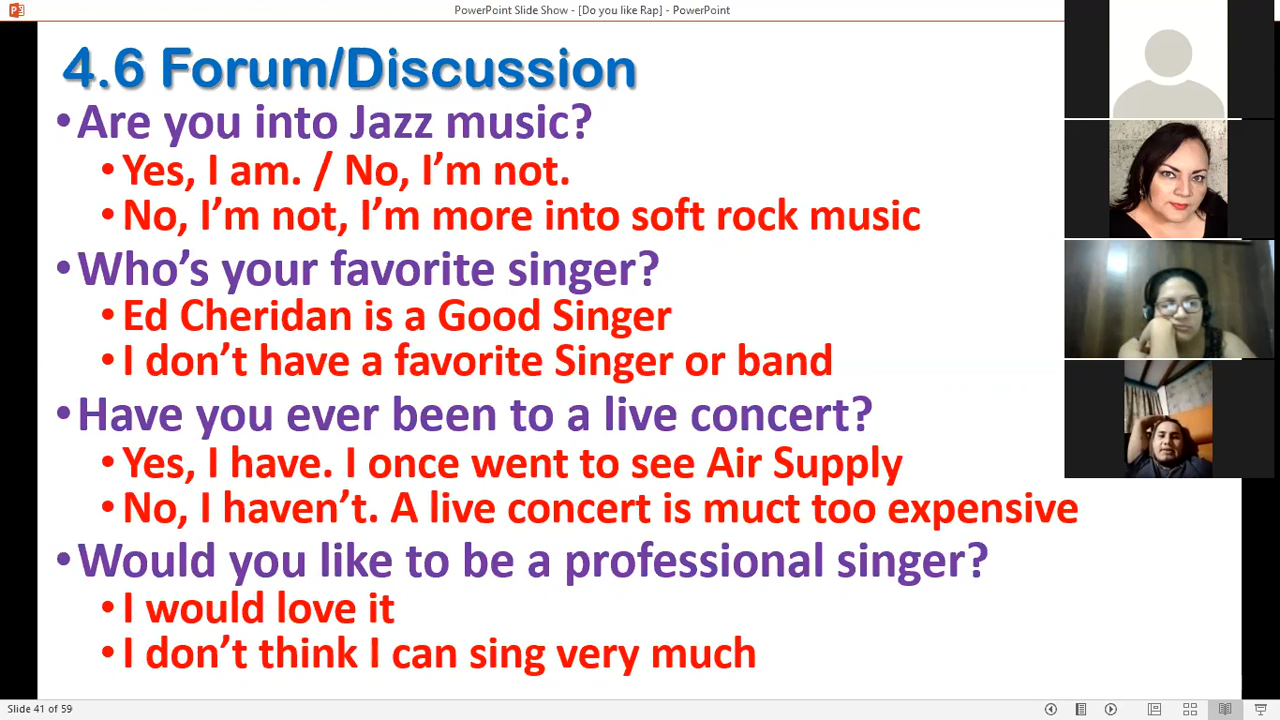 PowerPoint Slide Show - [Do you like Rap] - PowerPoint
4.6 Forum/Discussion
•Are you into Jazz music?
•Yes, I am. / No, I’m not.
•No, I’m not, I’m more into soft rock music
•Who’s your favorite singer?
•Ed Cheridan is a Good Singer
•I don’t have a favorite Singer or band
•Have you ever been to a live concert?
•Yes, I have. I once went to see Air Supply
•No, I haven’t. A live concert is muct too expensive
•Would you like to be a professional singer?
•I would love it
•I don’t think I can sing very much
Slide 41 of 59